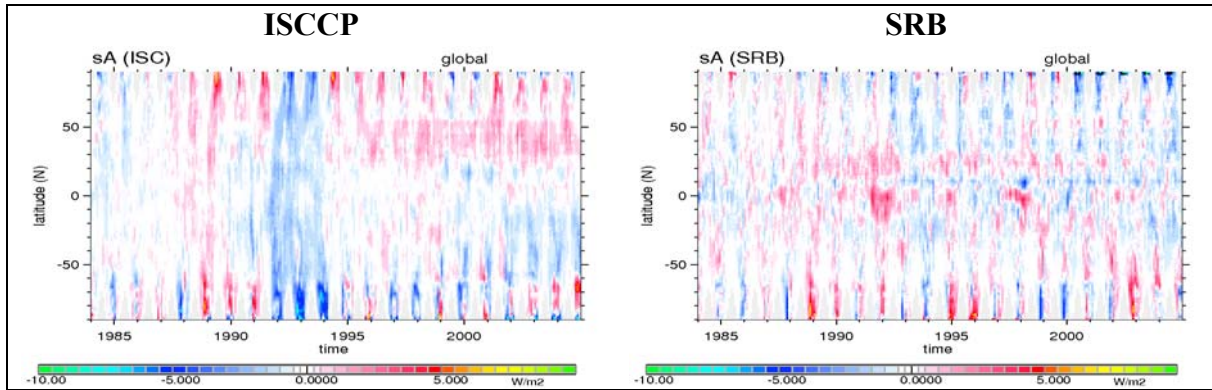 ISCCP
SRB
sA (ISC) global
50
0
-50
latitude (N)
1985 1990 1995 2000
time
-10.00 -5.000 0.0000 5.000 W/m2
sA (SRB) global
50
0
-50
latitude (N)
1985 1990 1995 2000
time
-10.00 -5.000 0.0000 5.000 W/m2